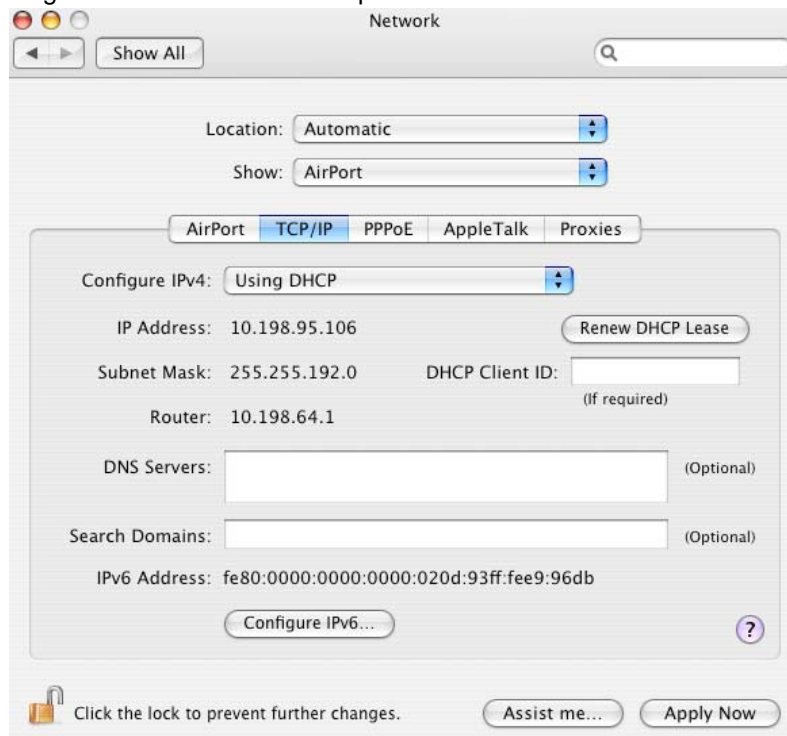 Network
Show All
Location: Automatic
Show: AirPort
AirPort TCP/IP PPPoE AppleTalk Proxies
Configure IPv4: Using DHCP
IP Address: 10.198.95.106 Renew DHCP Lease
Subnet Mask: 255.255.192.0 DHCP Client ID:
(If required)
Router: 10.198.64.1
DNS Servers: (Optional)
Search Domains: (Optional)
IPv6 Address: fe80:0000:0000:0000:020d:93ff:fee9:96db
Configure IPv6...
?
Click the lock to prevent further changes. Assist me... Apply Now